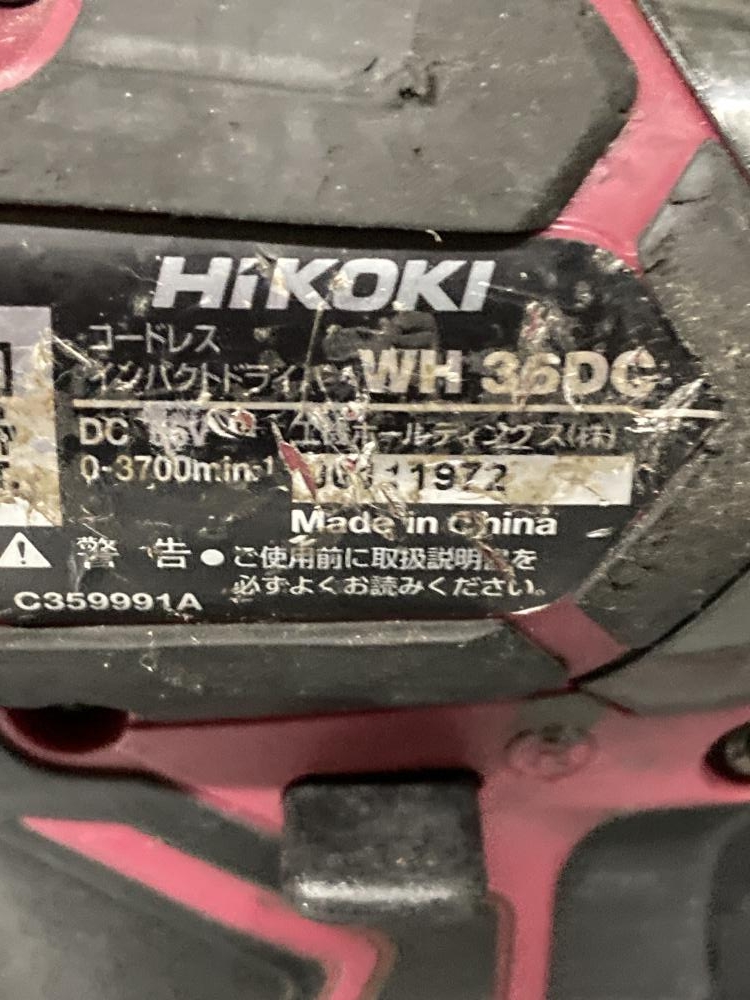 HiKOKI
コードレス
インパクトドライバ WH 36DC
DC 36V 工機ホールディングス(株)
0-3700min-1
Made in China
警告 ●ご使用前に取扱説明書を
必ずよくお読みください。
C359991A